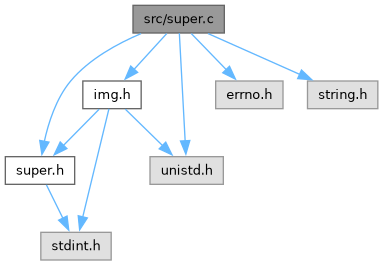 src/super.c
img.h
errno.h
string.h
super.h
unistd.h
stdint.h